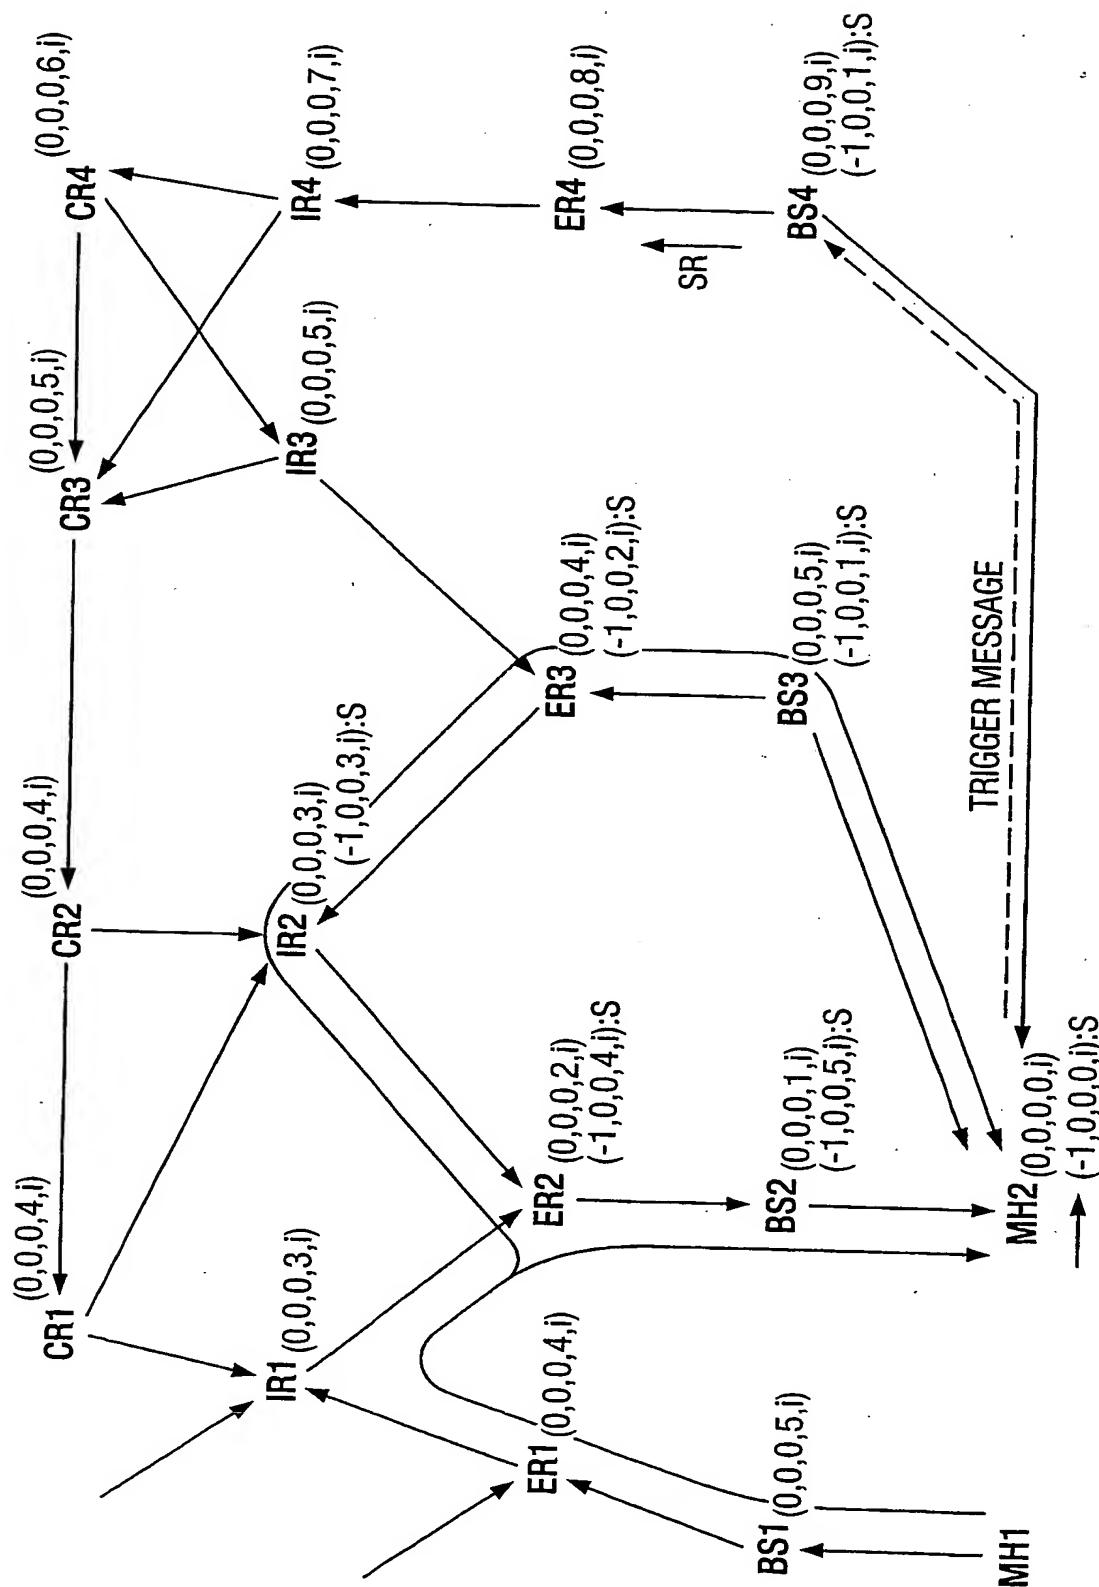 CR1
(0,0,0,4,i)
CR2
(0,0,0,4,i)
CR3
(0,0,0,5,i)
CR4
(0,0,0,6,i)
IR1
(0,0,0,3,i)
IR2
(0,0,0,3,i)
(-1,0,0,3,i):S
IR3
(0,0,0,5,i)
IR4
(0,0,0,7,i)
ER1
(0,0,0,4,i)
ER2
(0,0,0,2,i)
(-1,0,0,4,i):S
ER3
(0,0,0,4,i)
(-1,0,0,2,i):S
ER4
(0,0,0,8,i)
SR
BS1
(0,0,0,5,i)
BS2
(0,0,0,1,i)
(-1,0,0,5,i):S
BS3
(0,0,0,5,i)
(-1,0,0,1,i):S
BS4
(0,0,0,9,i)
(-1,0,0,1,i):S
TRIGGER MESSAGE
MH1
MH2
(0,0,0,0,i)
(-1,0,0,0,i):S